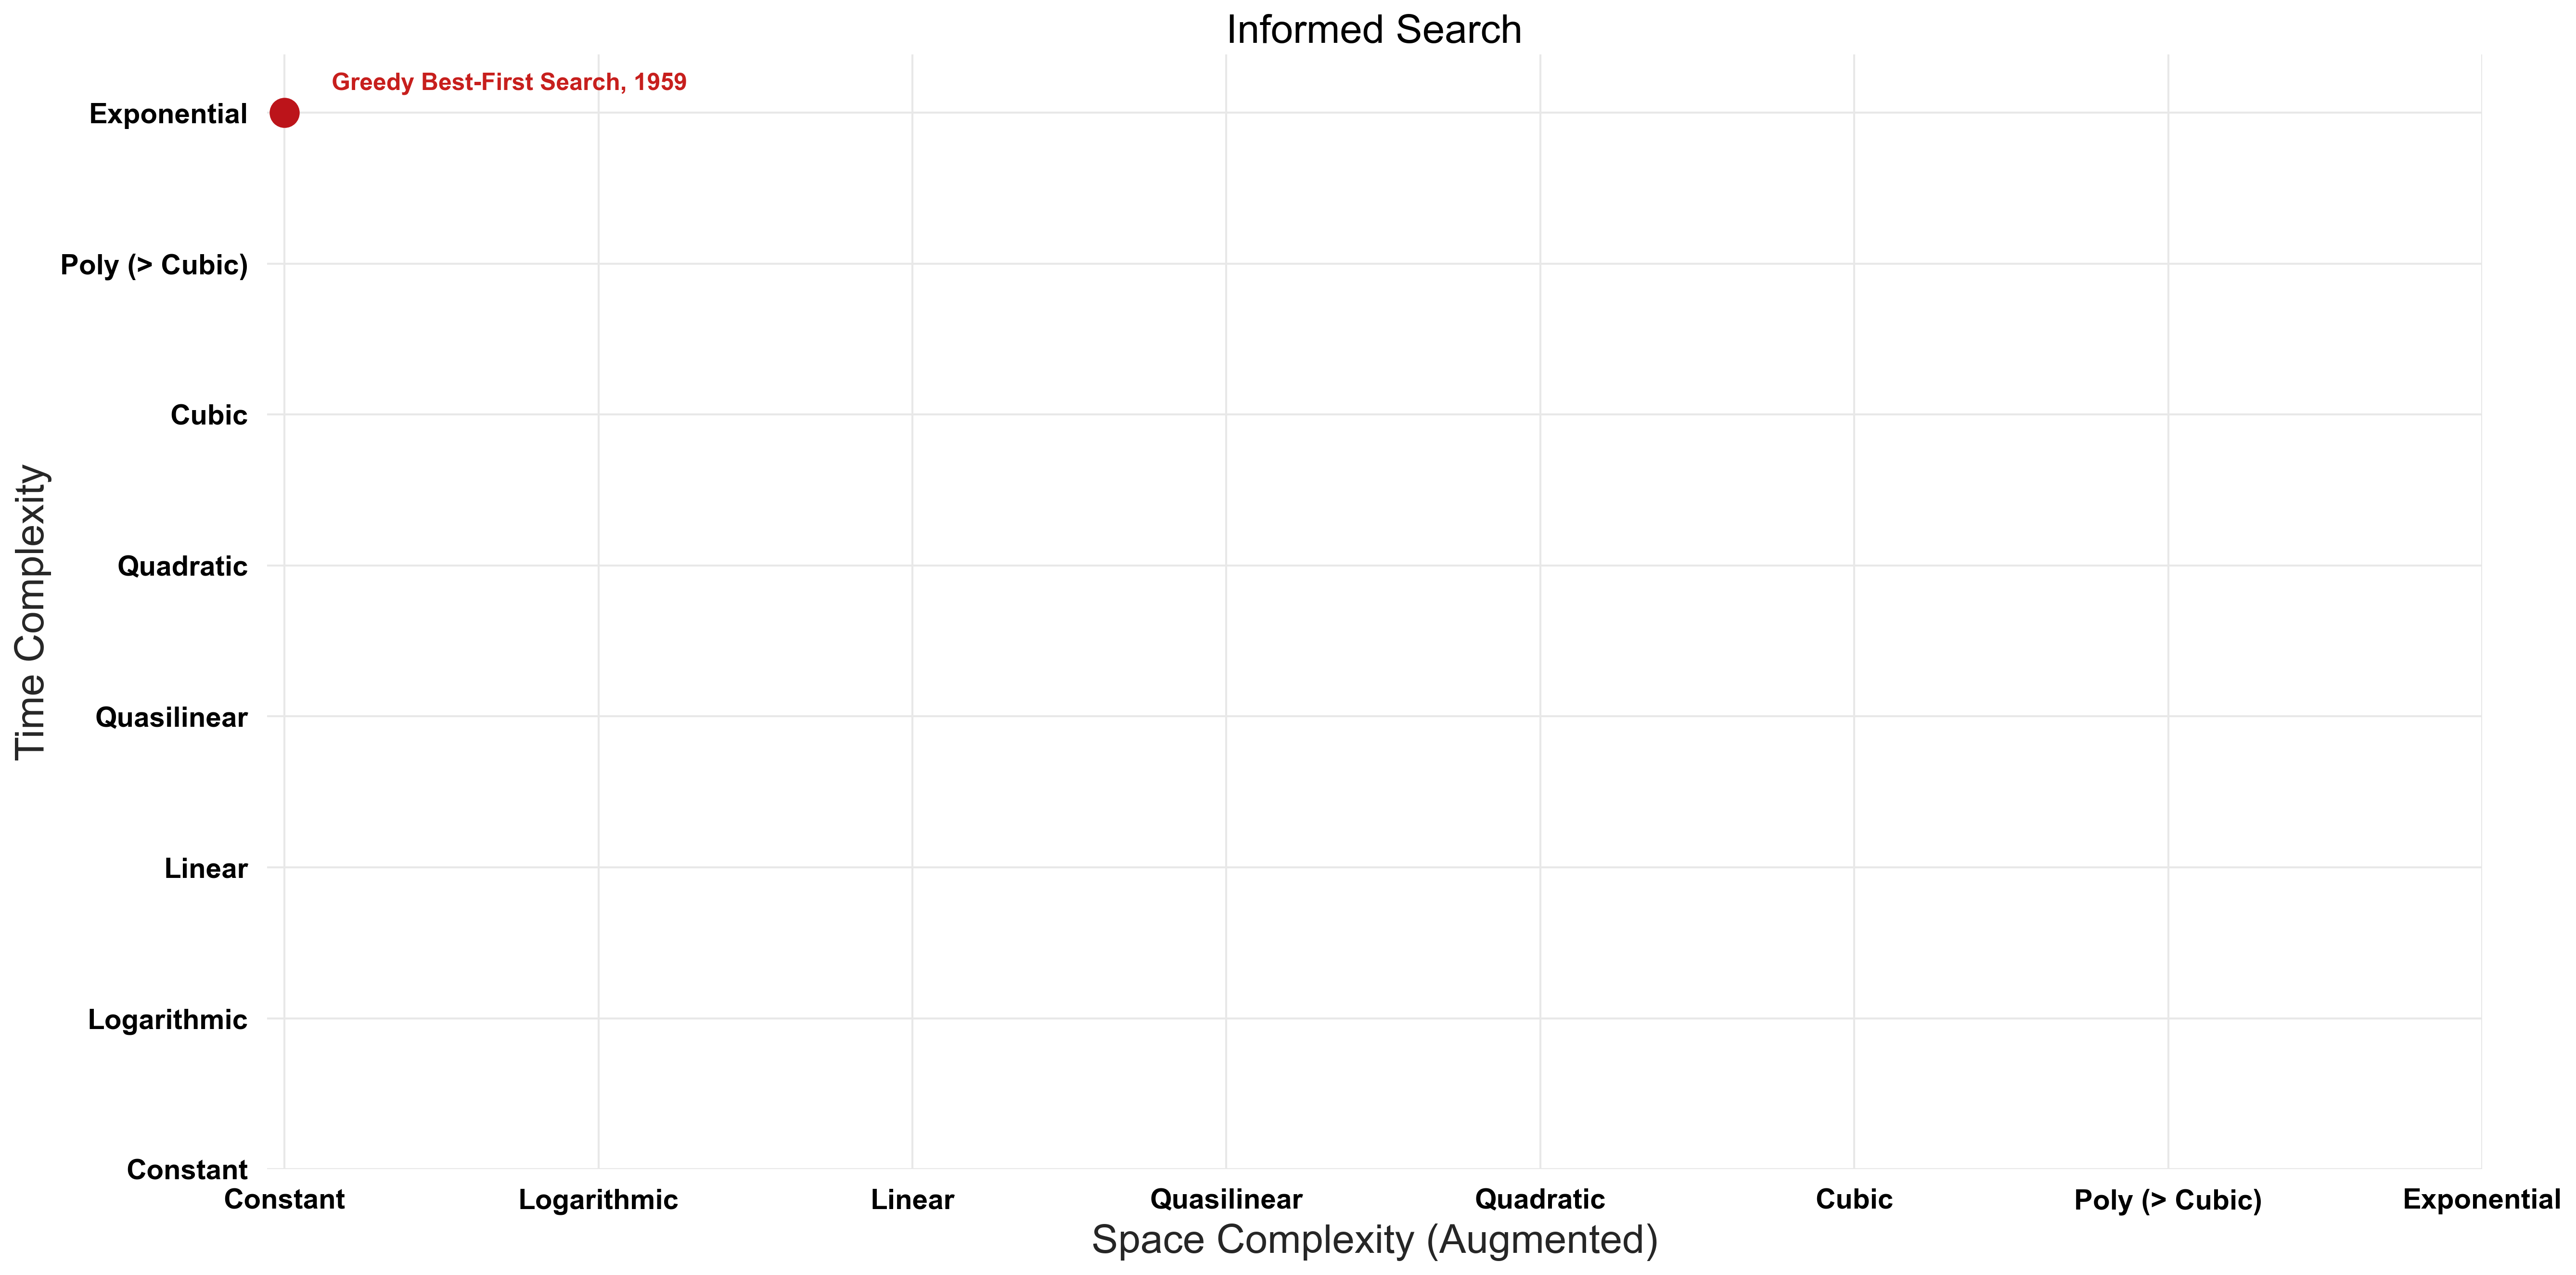 Informed Search
Greedy Best-First Search, 1959
Exponential
Poly (> Cubic)
Cubic
Quadratic
Quasilinear
Linear
Logarithmic
Constant
Time Complexity
Constant
Logarithmic
Linear
Quasilinear
Quadratic
Cubic
Poly (> Cubic)
Exponential
Space Complexity (Augmented)